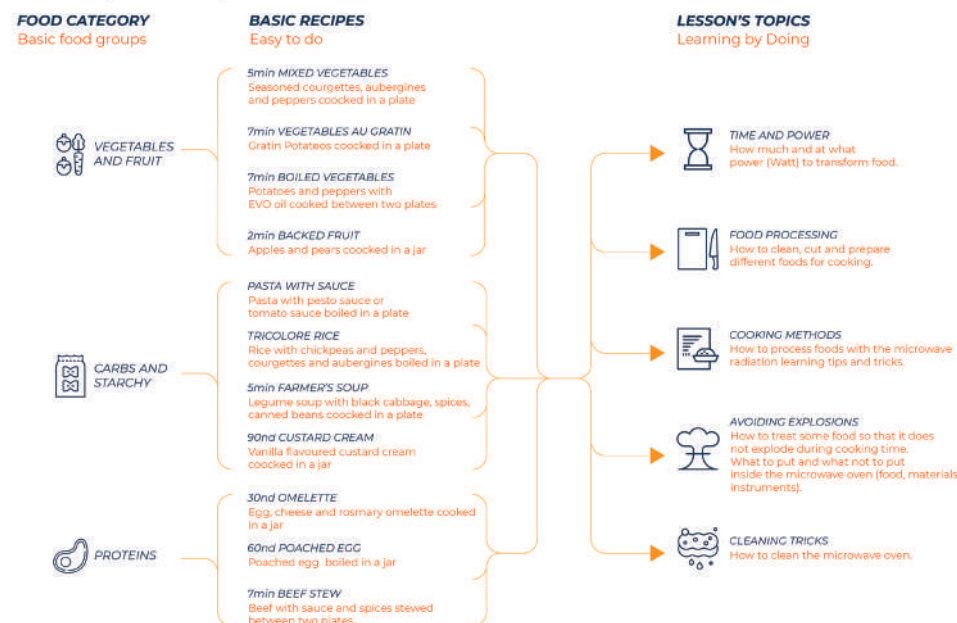 FOOD CATEGORY
Basic food groups
BASIC RECIPES
Easy to do
LESSON'S TOPICS
Learning by Doing
VEGETABLES
AND FRUIT
5min MIXED VEGETABLES
Seasoned courgettes, aubergines
and peppers coocked in a plate
7min VEGETABLES AU GRATIN
Gratin Potateos coocked in a plate
7min BOILED VEGETABLES
Potatoes and peppers with
EVO oil cooked between two plates
2min BACKED FRUIT
Apples and pears coocked in a jar
CARBS AND
STARCHY
PASTA WITH SAUCE
Pasta with pesto sauce or
tomato sauce boiled in a plate
TRICOLORE RICE
Rice with chickpeas and peppers,
courgettes and aubergines boiled in a plate
5min FARMER'S SOUP
Legume soup with black cabbage, spices,
canned beans coocked in a plate
90nd CUSTARD CREAM
Vanilla flavoured custard cream
coocked in a jar
PROTEINS
30nd OMELETTE
Egg, cheese and rosmary omelette cooked
in a jar
60nd POACHED EGG
Poached egg boiled in a jar
7min BEEF STEW
Beef with sauce and spices stewed
between two plates
TIME AND POWER
How much and at what
power (Watt) to transform food.
FOOD PROCESSING
How to clean, cut and prepare
different foods for cooking.
COOKING METHODS
How to process foods with the microwave
radiation learning tips and tricks.
AVOIDING EXPLOSIONS
How to treat some food so that it does
not explode during cooking time.
What to put and what not to put
inside the microwave oven (food, materials
instruments).
CLEANING TRICKS
How to clean the microwave oven.